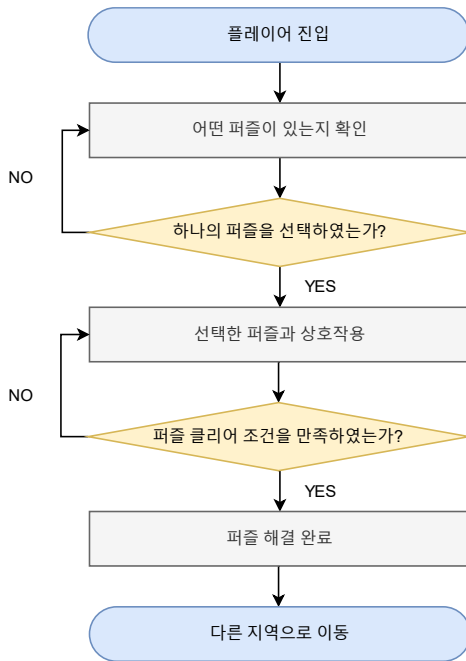 플레이어 진입
어떤 퍼즐이 있는지 확인
NO
하나의 퍼즐을 선택하였는가?
YES
선택한 퍼즐과 상호작용
NO
퍼즐 클리어 조건을 만족하였는가?
YES
퍼즐 해결 완료
다른 지역으로 이동